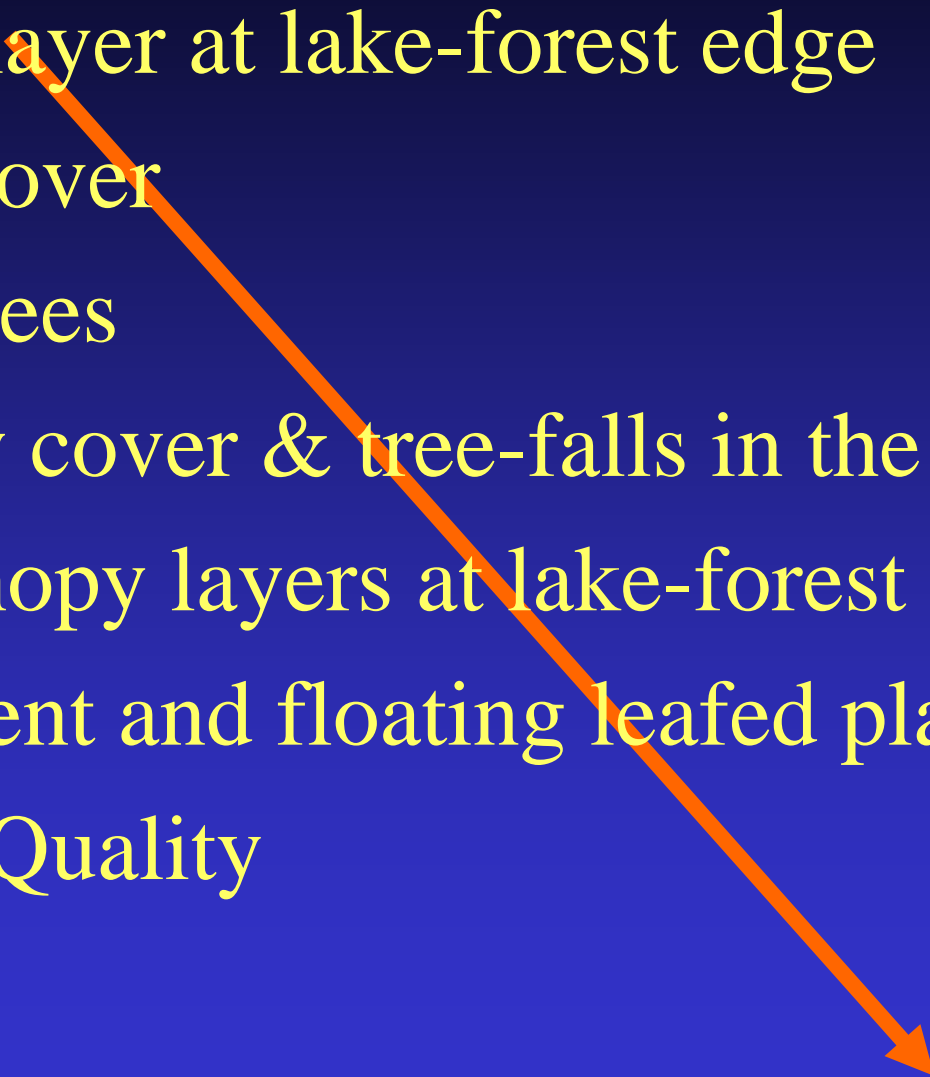 ayer at lake-forest edge
over
ees
cover & tree-falls in the
nopy layers at lake-forest
ent and floating leafed pla
Quality